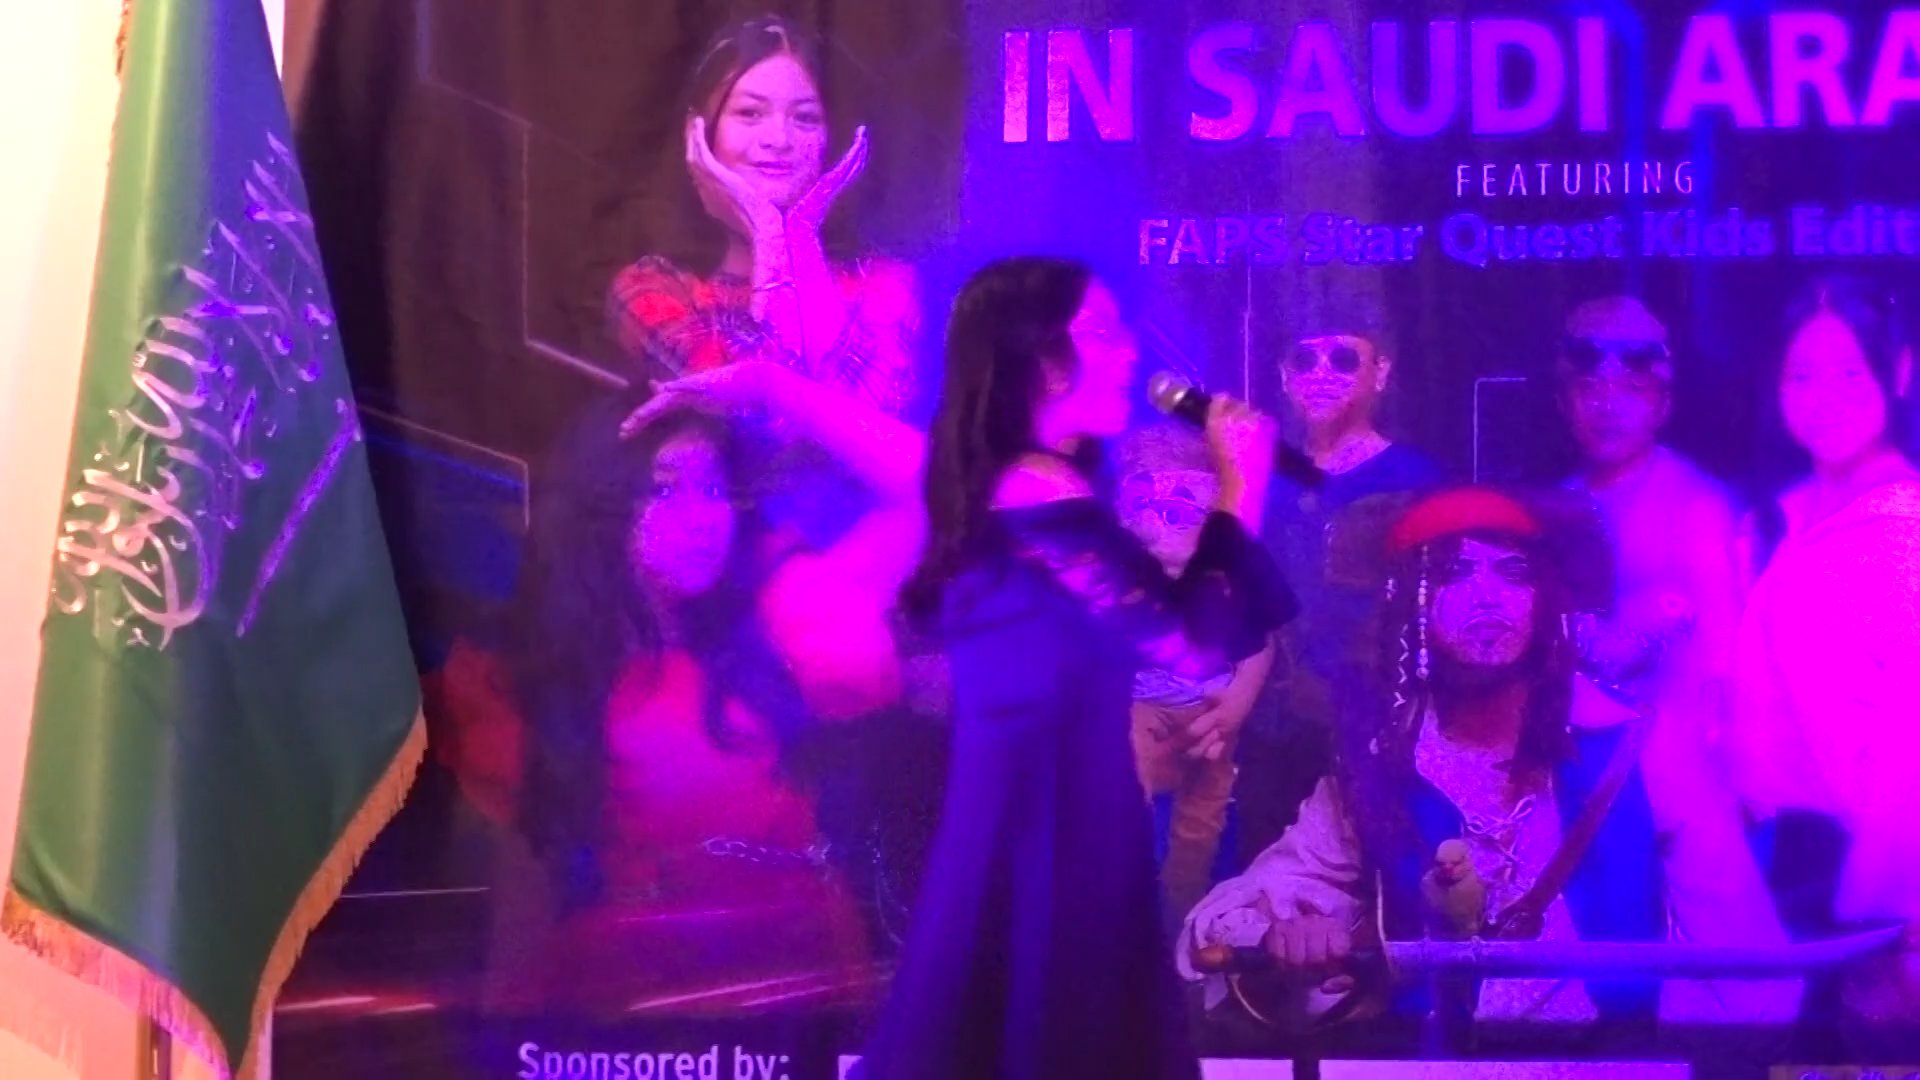 IN SAUDI ARA
FEATURING
FAPS Star Quest Kids Edit
Sponsored by: